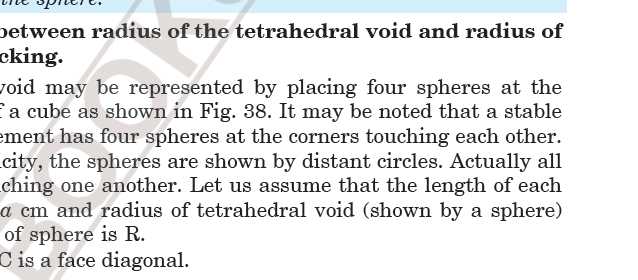 the sphere.
between radius of the tetrahedral void and radius of
cking.
void may be represented by placing four spheres at the
f a cube as shown in Fig. 38. It may be noted that a stable
ement has four spheres at the corners touching each other.
city, the spheres are shown by distant circles. Actually all
ching one another. Let us assume that the length of each
a cm and radius of tetrahedral void (shown by a sphere)
of sphere is R.
C is a face diagonal.